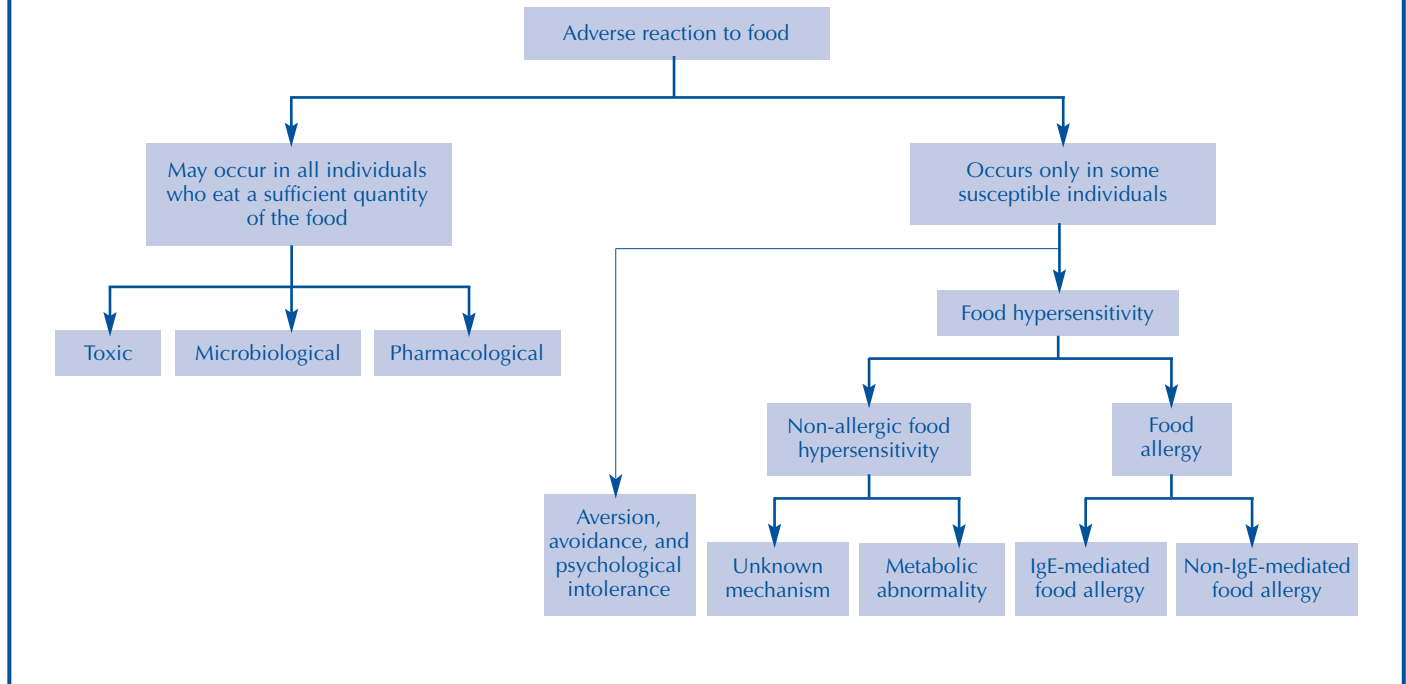 Adverse reaction to food
May occur in all individuals
who eat a sufficient quantity
of the food
Occurs only in some
susceptible individuals
Food hypersensitivity
Toxic
Microbiological
Pharmacological
Non-allergic food
hypersensitivity
Food
allergy
Aversion,
avoidance, and
psychological
intolerance
Unknown
mechanism
Metabolic
abnormality
IgE-mediated
food allergy
Non-IgE-mediated
food allergy